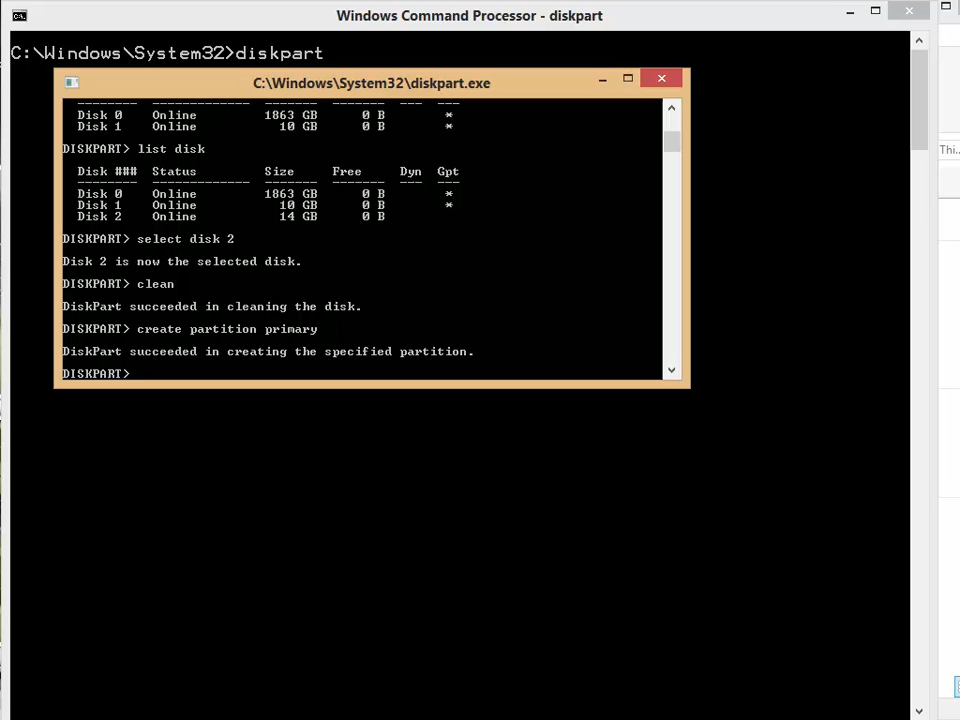 Windows Command Processor - diskpart
C:\Windows\System32>diskpart
C:\Windows\System32\diskpart.exe
-------- ------------- ------- ------- --- ---
Disk 0 Online 1863 GB 0 B *
Disk 1 Online 10 GB 0 B *
DISKPART> list disk
Disk ### Status Size Free Dyn Gpt
-------- ------------- ------- ------- --- ---
Disk 0 Online 1863 GB 0 B *
Disk 1 Online 10 GB 0 B *
Disk 2 Online 14 GB 0 B
DISKPART> select disk 2
Disk 2 is now the selected disk.
DISKPART> clean
DiskPart succeeded in cleaning the disk.
DISKPART> create partition primary
DiskPart succeeded in creating the specified partition.
DISKPART>
Thi...